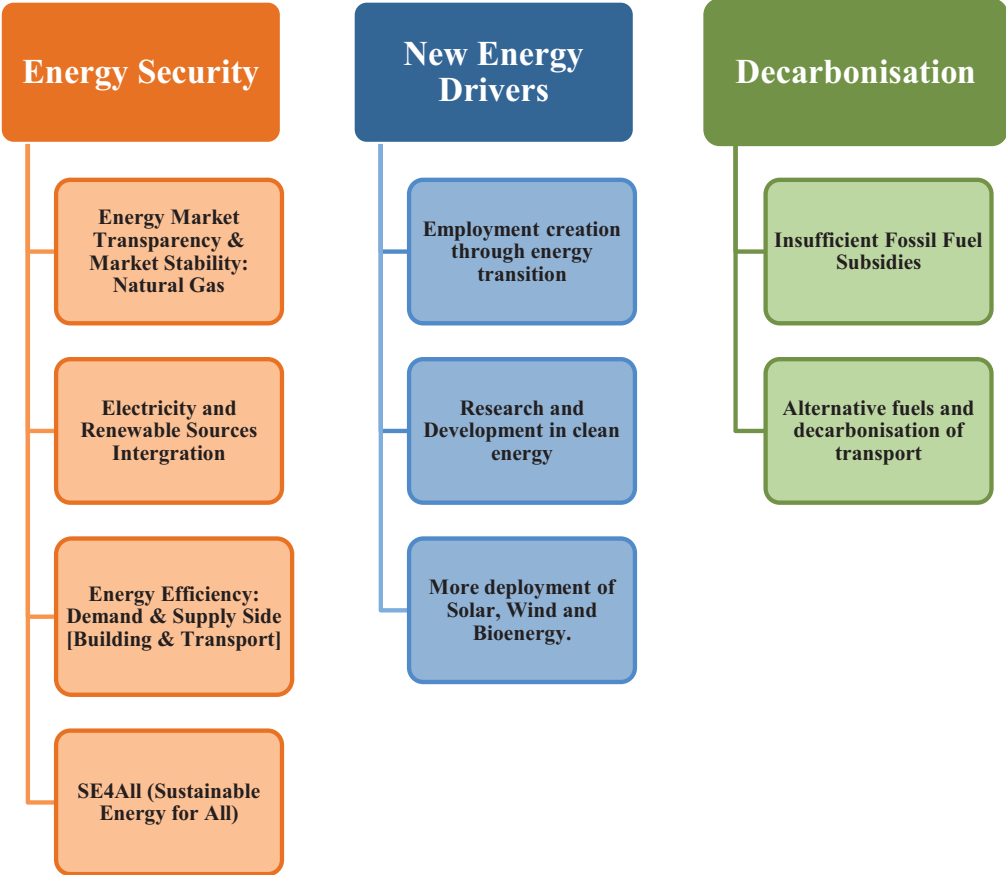 Energy Security
Energy Market
Transparency &
Market Stability:
Natural Gas
Electricity and
Renewable Sources
Intergration
Energy Efficiency:
Demand & Supply Side
[Building & Transport]
SE4All (Sustainable
Energy for All)
New Energy
Drivers
Employment creation
through energy
transition
Research and
Development in clean
energy
More deployment of
Solar, Wind and
Bioenergy.
Decarbonisation
Insufficient Fossil Fuel
Subsidies
Alternative fuels and
decarbonisation of
transport